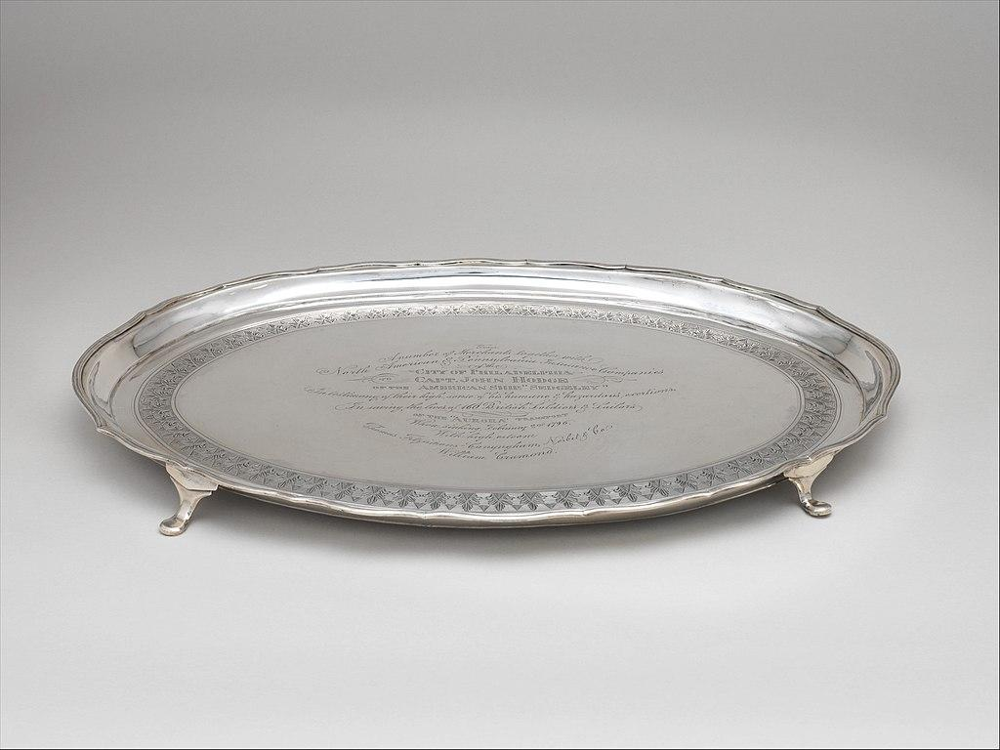 From
A number of Merchants together with
North American & Pennsylvania Insurance Companies
of the
CITY OF PHILADELPHIA
to
CAPT. JOHN HODGE
OF THE AMERICAN SHIP "SEDGELEY"
In testimony of their high sense of his humane & hazardous exertions
In saving the lives of 160 British Soldiers & Sailors
OF THE "AURORA" TRANSPORT
When sinking February 2nd 1796.
Thomas Fitzsimons - Conyngham, Nesbit & Co
William Cramond.